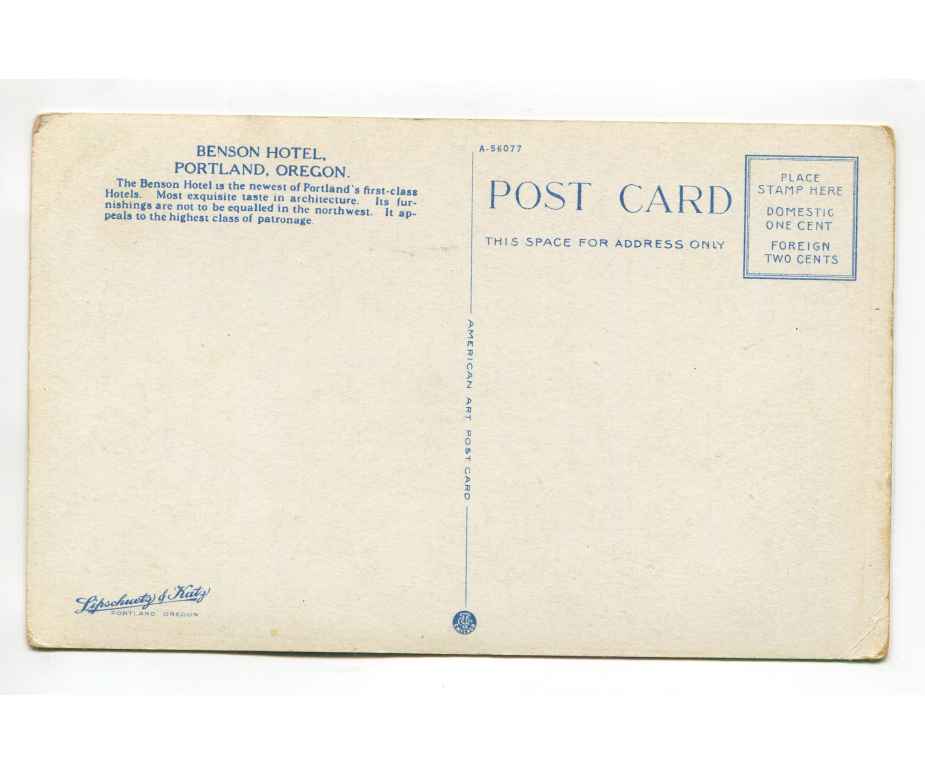 BENSON HOTEL,
PORTLAND, OREGON.
The Benson Hotel is the newest of Portland's first-class
Hotels. Most exquisite taste in architecture. Its fur-
nishings are not to be equalled in the northwest. It ap-
peals to the highest class of patronage.
Lipschuetz & Katz
PORTLAND, OREGON
AMERICAN ART POST CARD
A-56077
POST CARD
THIS SPACE FOR ADDRESS ONLY
PLACE
STAMP HERE
DOMESTIC
ONE CENT
FOREIGN
TWO CENTS